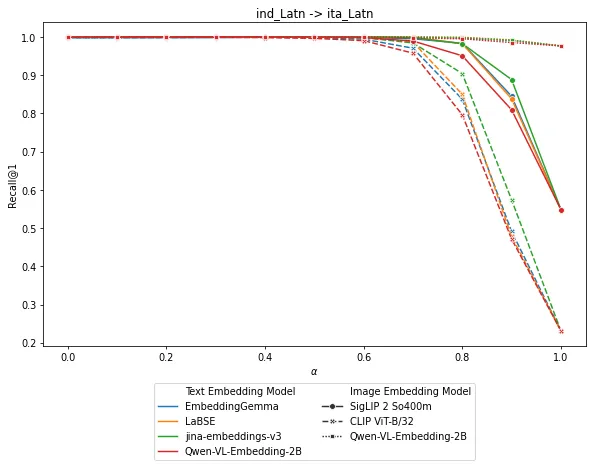 ind_Latn -> ita_Latn
1.0
0.9
0.8
0.7
0.6
0.5
0.4
0.3
0.2
Recall@1
0.0 0.2 0.4 0.6 0.8 1.0
α
Text Embedding Model Image Embedding Model
EmbeddingGemma SigLIP 2 So400m
LaBSE CLIP ViT-B/32
jina-embeddings-v3 Qwen-VL-Embedding-2B
Qwen-VL-Embedding-2B